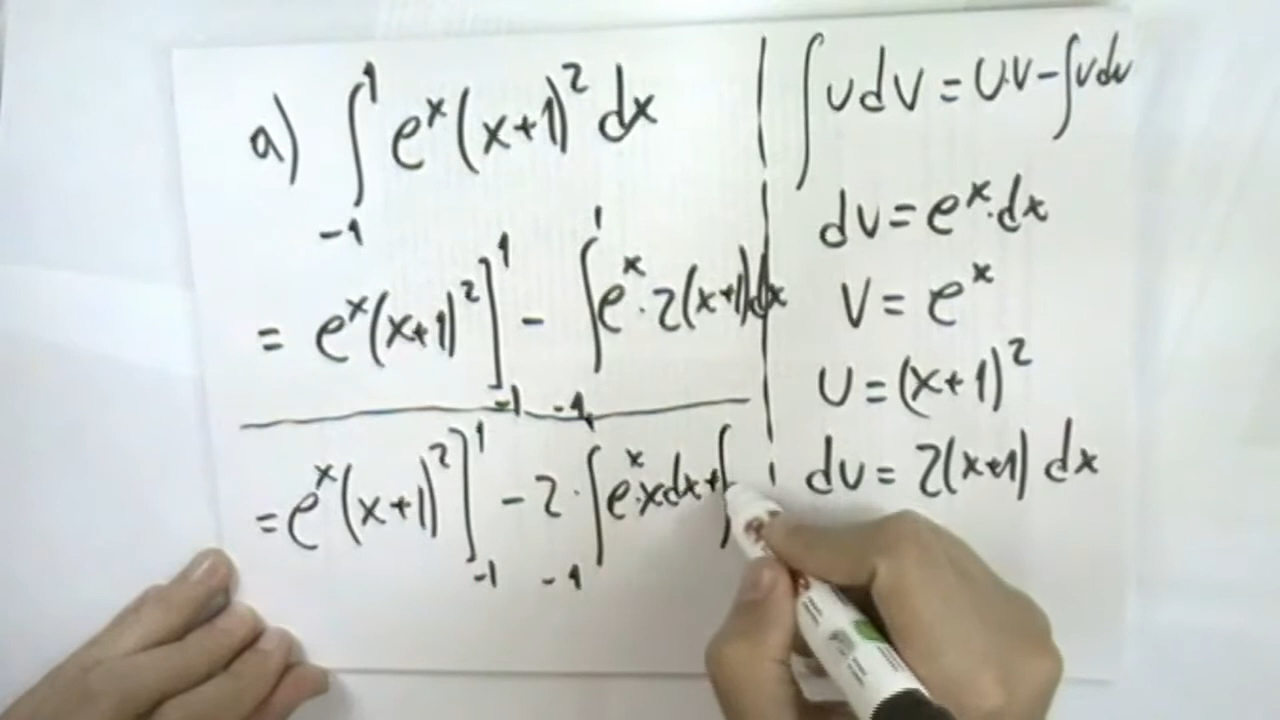 a) ∫₋₁¹ eˣ(x+1)² dx
= eˣ(x+1)²]₋₁¹ - ∫₋₁¹ eˣ·2(x+1)dx
= eˣ(x+1)²]₋₁¹ - 2·∫₋₁ eˣ·xdx+∫
∫udv = u·v - ∫vdu
dv = eˣ·dx
v = eˣ
u = (x+1)²
du = 2(x+1) dx